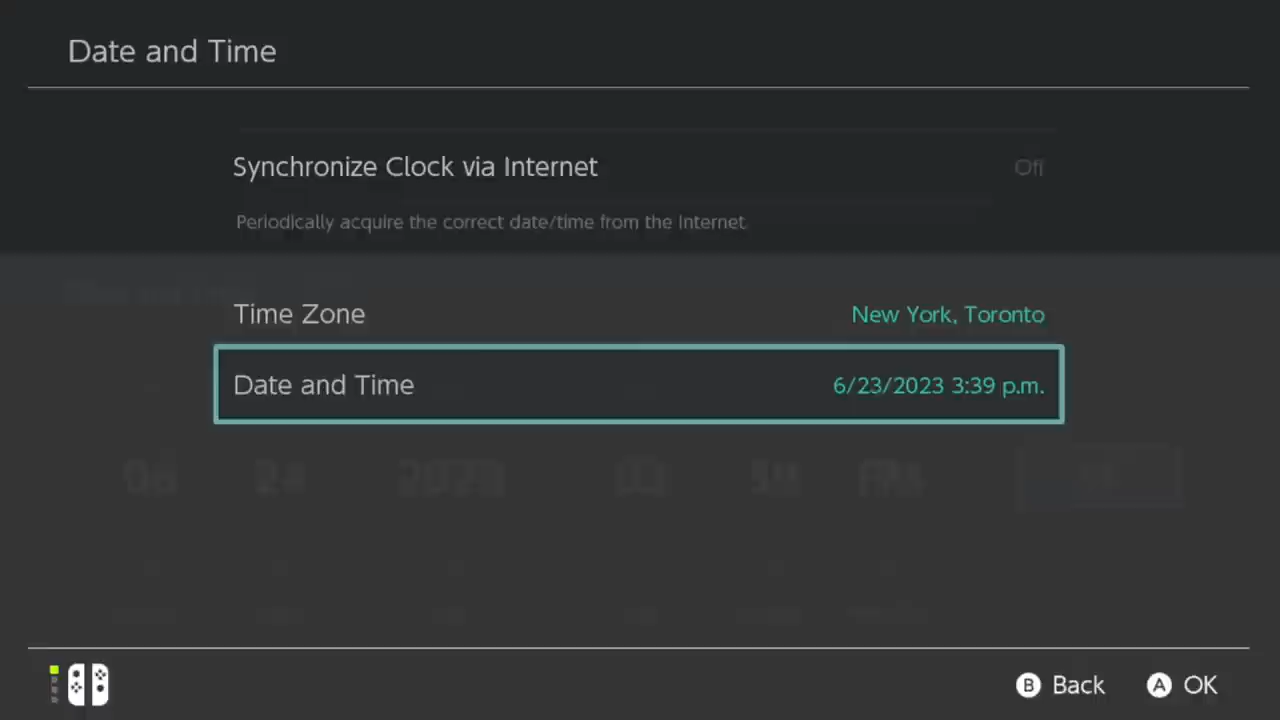 Date and Time
Synchronize Clock via Internet Off
Periodically acquire the correct date/time from the Internet.
Time Zone New York, Toronto
Date and Time 6/23/2023 3:39 p.m.
B Back A OK